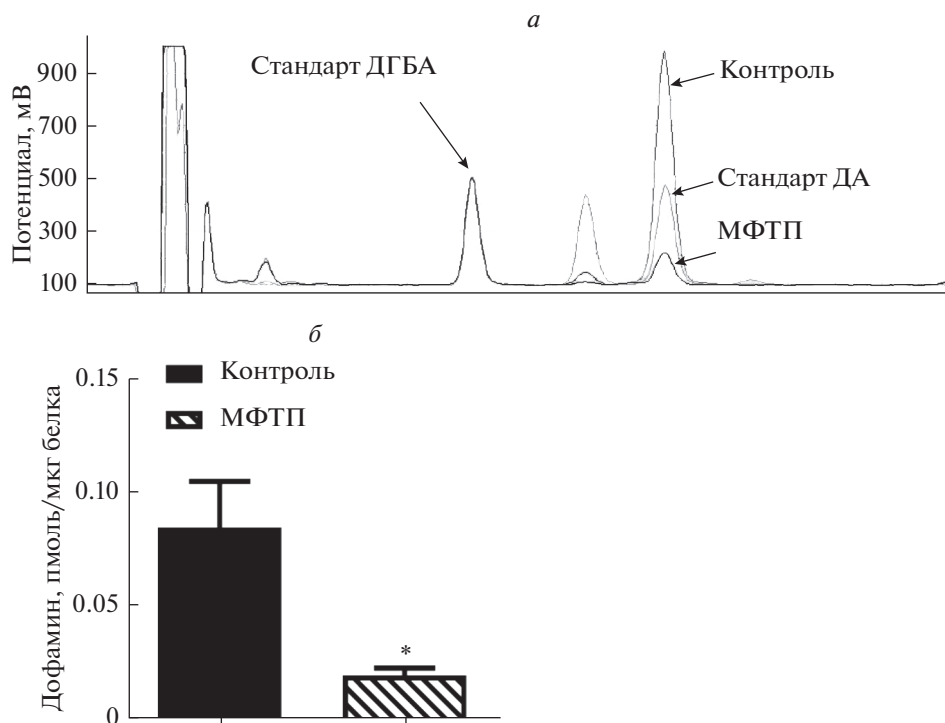 а
Потенциал, мВ
900
700
500
300
100
Стандарт ДГБА
Контроль
Стандарт ДА
МФТП
б
Контроль
МФТП
Дофамин, пмоль/мкг белка
0.15
0.10
0.05
0
*